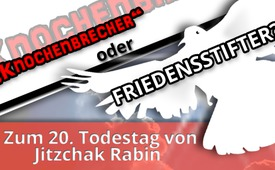 "KNOCHENBRECHER"
oder
FRIEDENSSTIFTER?
Zum 20. Todestag von
Jitzchak Rabin